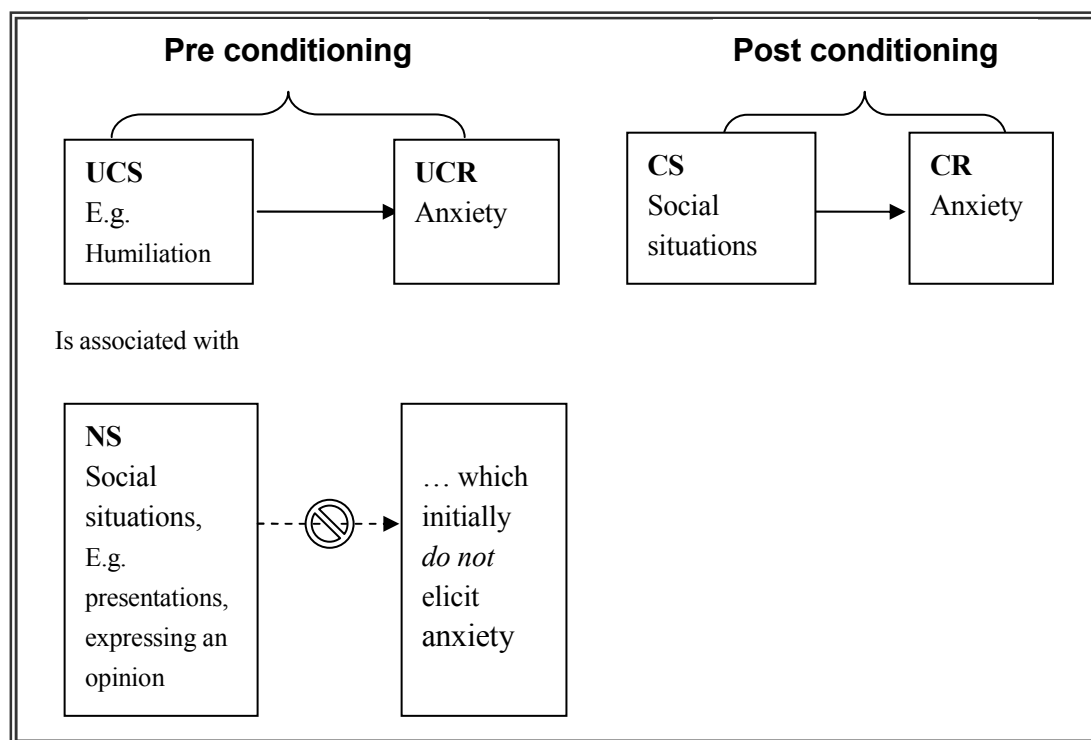 Pre conditioning
Post conditioning
UCS
E.g.
Humiliation
UCR
Anxiety
CS
Social
situations
CR
Anxiety
Is associated with
NS
Social
situations,
E.g.
presentations,
expressing an
opinion
… which
initially
do not
elicit
anxiety